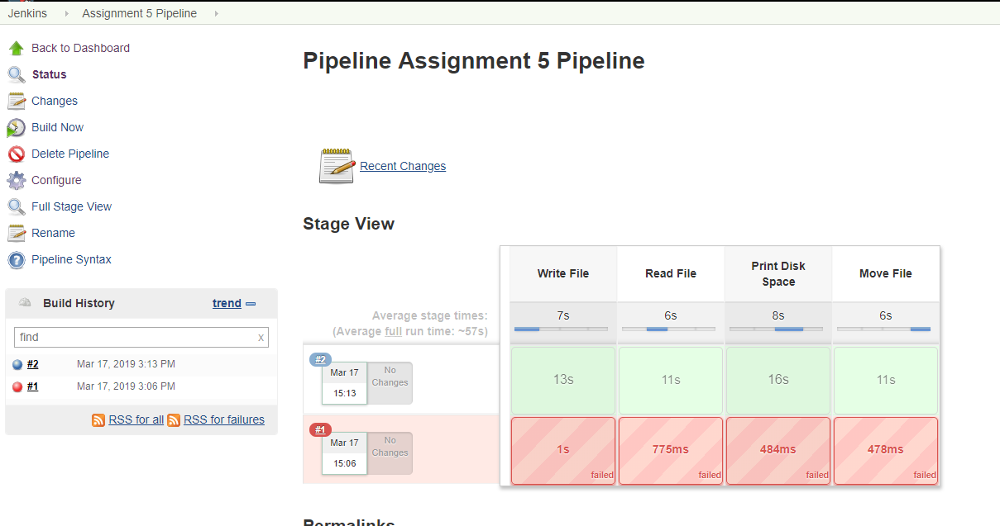 Jenkins
Assignment 5 Pipeline
Back to Dashboard
Status
Changes
Build Now
Delete Pipeline
Configure
Full Stage View
Rename
Pipeline Syntax
Build History
trend
find
x
#2
Mar 17, 2019 3:13 PM
#1
Mar 17, 2019 3:06 PM
RSS for all
RSS for failures
Pipeline Assignment 5 Pipeline
Recent Changes
Stage View
Write File
Read File
Print Disk
Space
Move File
Average stage times:
(Average full run time: ~57s)
7s
6s
8s
6s
#2
Mar 17
15:13
No
Changes
13s
11s
16s
11s
#1
Mar 17
15:06
No
Changes
1s
failed
775ms
failed
484ms
failed
478ms
failed
Permalinks